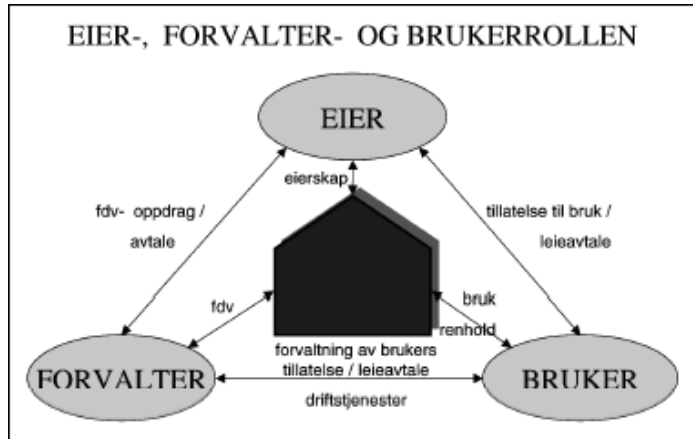 EIER-, FORVALTER- OG BRUKERROLLEN
EIER
eierskap
fdv- oppdrag /
avtale
tillatelse til bruk /
leieavtale
fdv
bruk
renhold
FORVALTER
forvaltning av brukers
tillatelse / leieavtale
driftstjenester
BRUKER